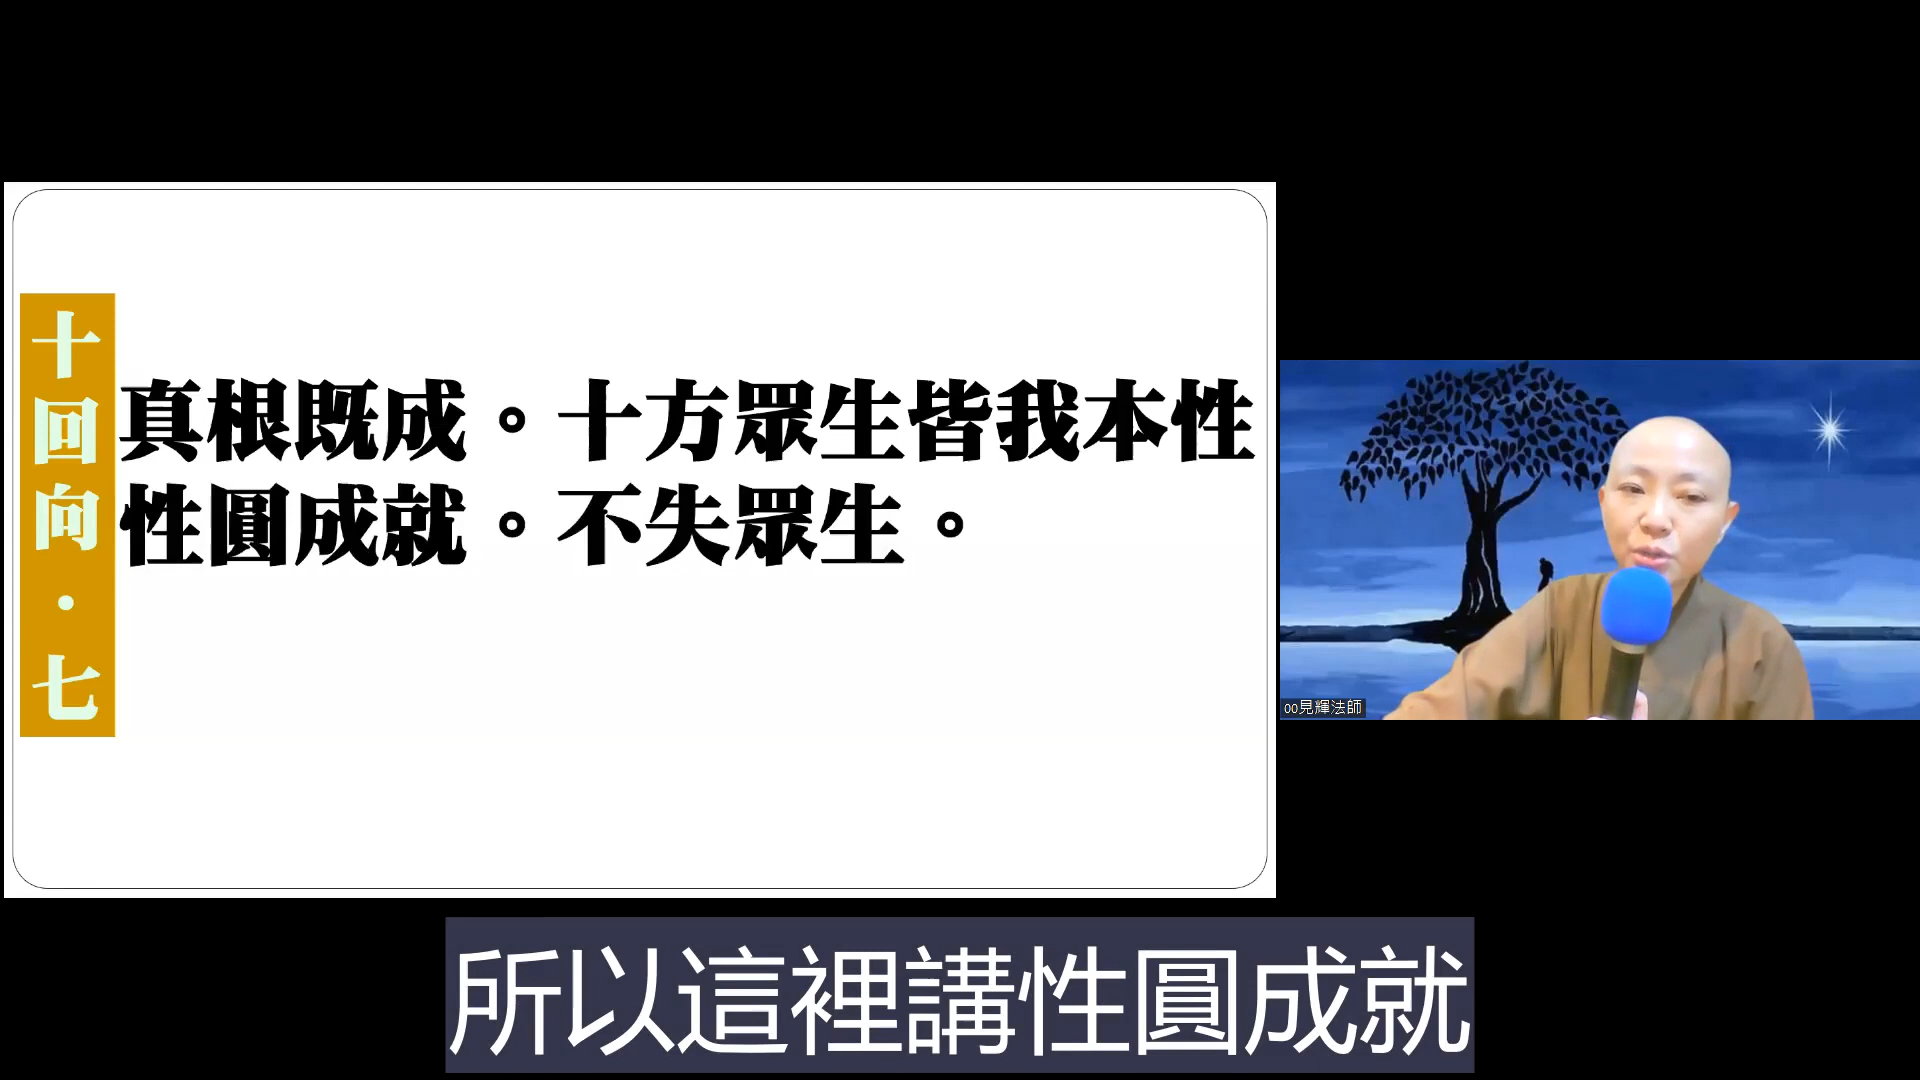 十回向·七
真根既成。十方眾生皆我本性
性圓成就。不失眾生。
oo見輝法師
所以這裡講性圓成就